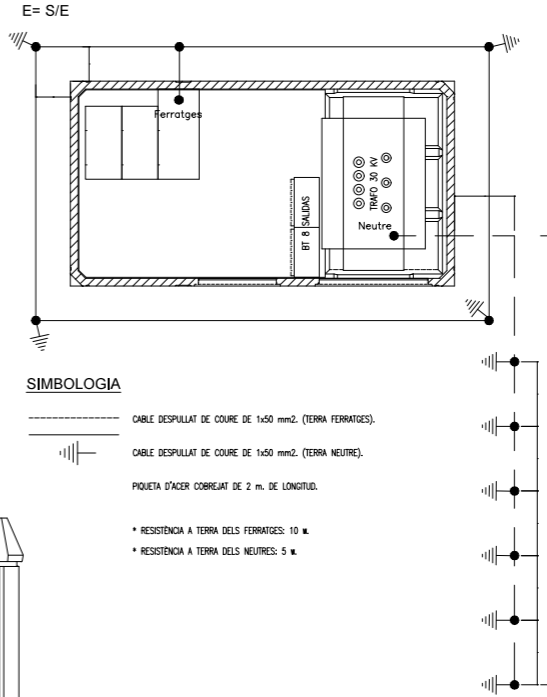 E= S/E
Ferratges
TRAFO 30 KV
BT 8 SALIDAS
Neutre
SIMBOLOGIA
CABLE DESPULLAT DE COURE DE 1x50 mm2. (TERRA FERRATGES).
CABLE DESPULLAT DE COURE DE 1x50 mm2. (TERRA NEUTRE).
PIQUETA D'ACER COBREJAT DE 2 m. DE LONGITUD.
* RESISTÈNCIA A TERRA DELS FERRATGES: 10 w.
* RESISTÈNCIA A TERRA DELS NEUTRES: 5 w.